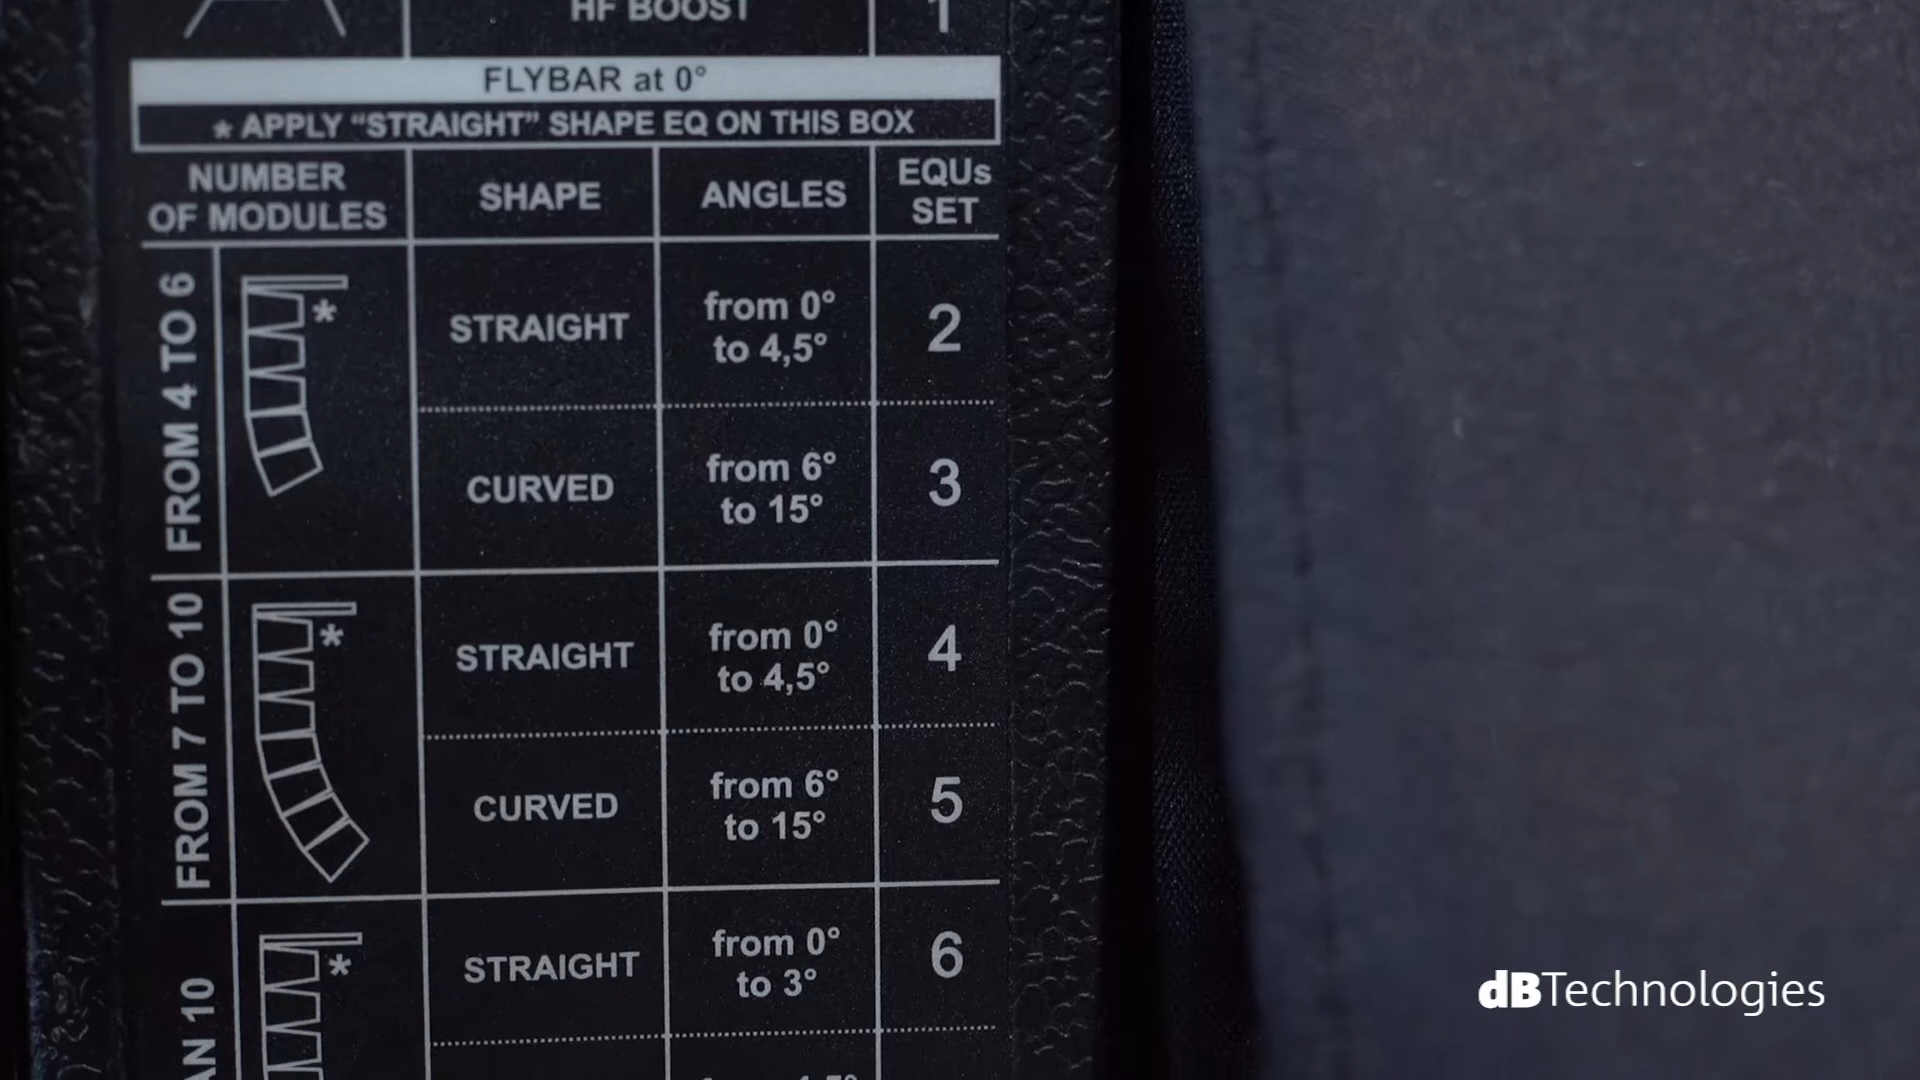 HF BOOST
1
FLYBAR at 0°
* APPLY “STRAIGHT” SHAPE EQ ON THIS BOX
NUMBER
OF MODULES
SHAPE
ANGLES
EQUs
SET
FROM 4 TO 6
*
STRAIGHT
from 0°
to 4,5°
2
CURVED
from 6°
to 15°
3
FROM 7 TO 10
*
STRAIGHT
from 0°
to 4,5°
4
CURVED
from 6°
to 15°
5
AN 10
*
STRAIGHT
from 0°
to 3°
6
dBTechnologies